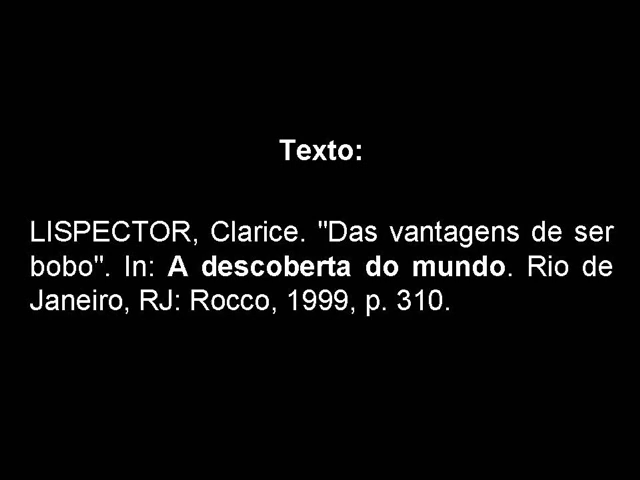 Texto:
LISPECTOR, Clarice. "Das vantagens de ser
bobo". In: A descoberta do mundo. Rio de
Janeiro, RJ: Rocco, 1999, p. 310.